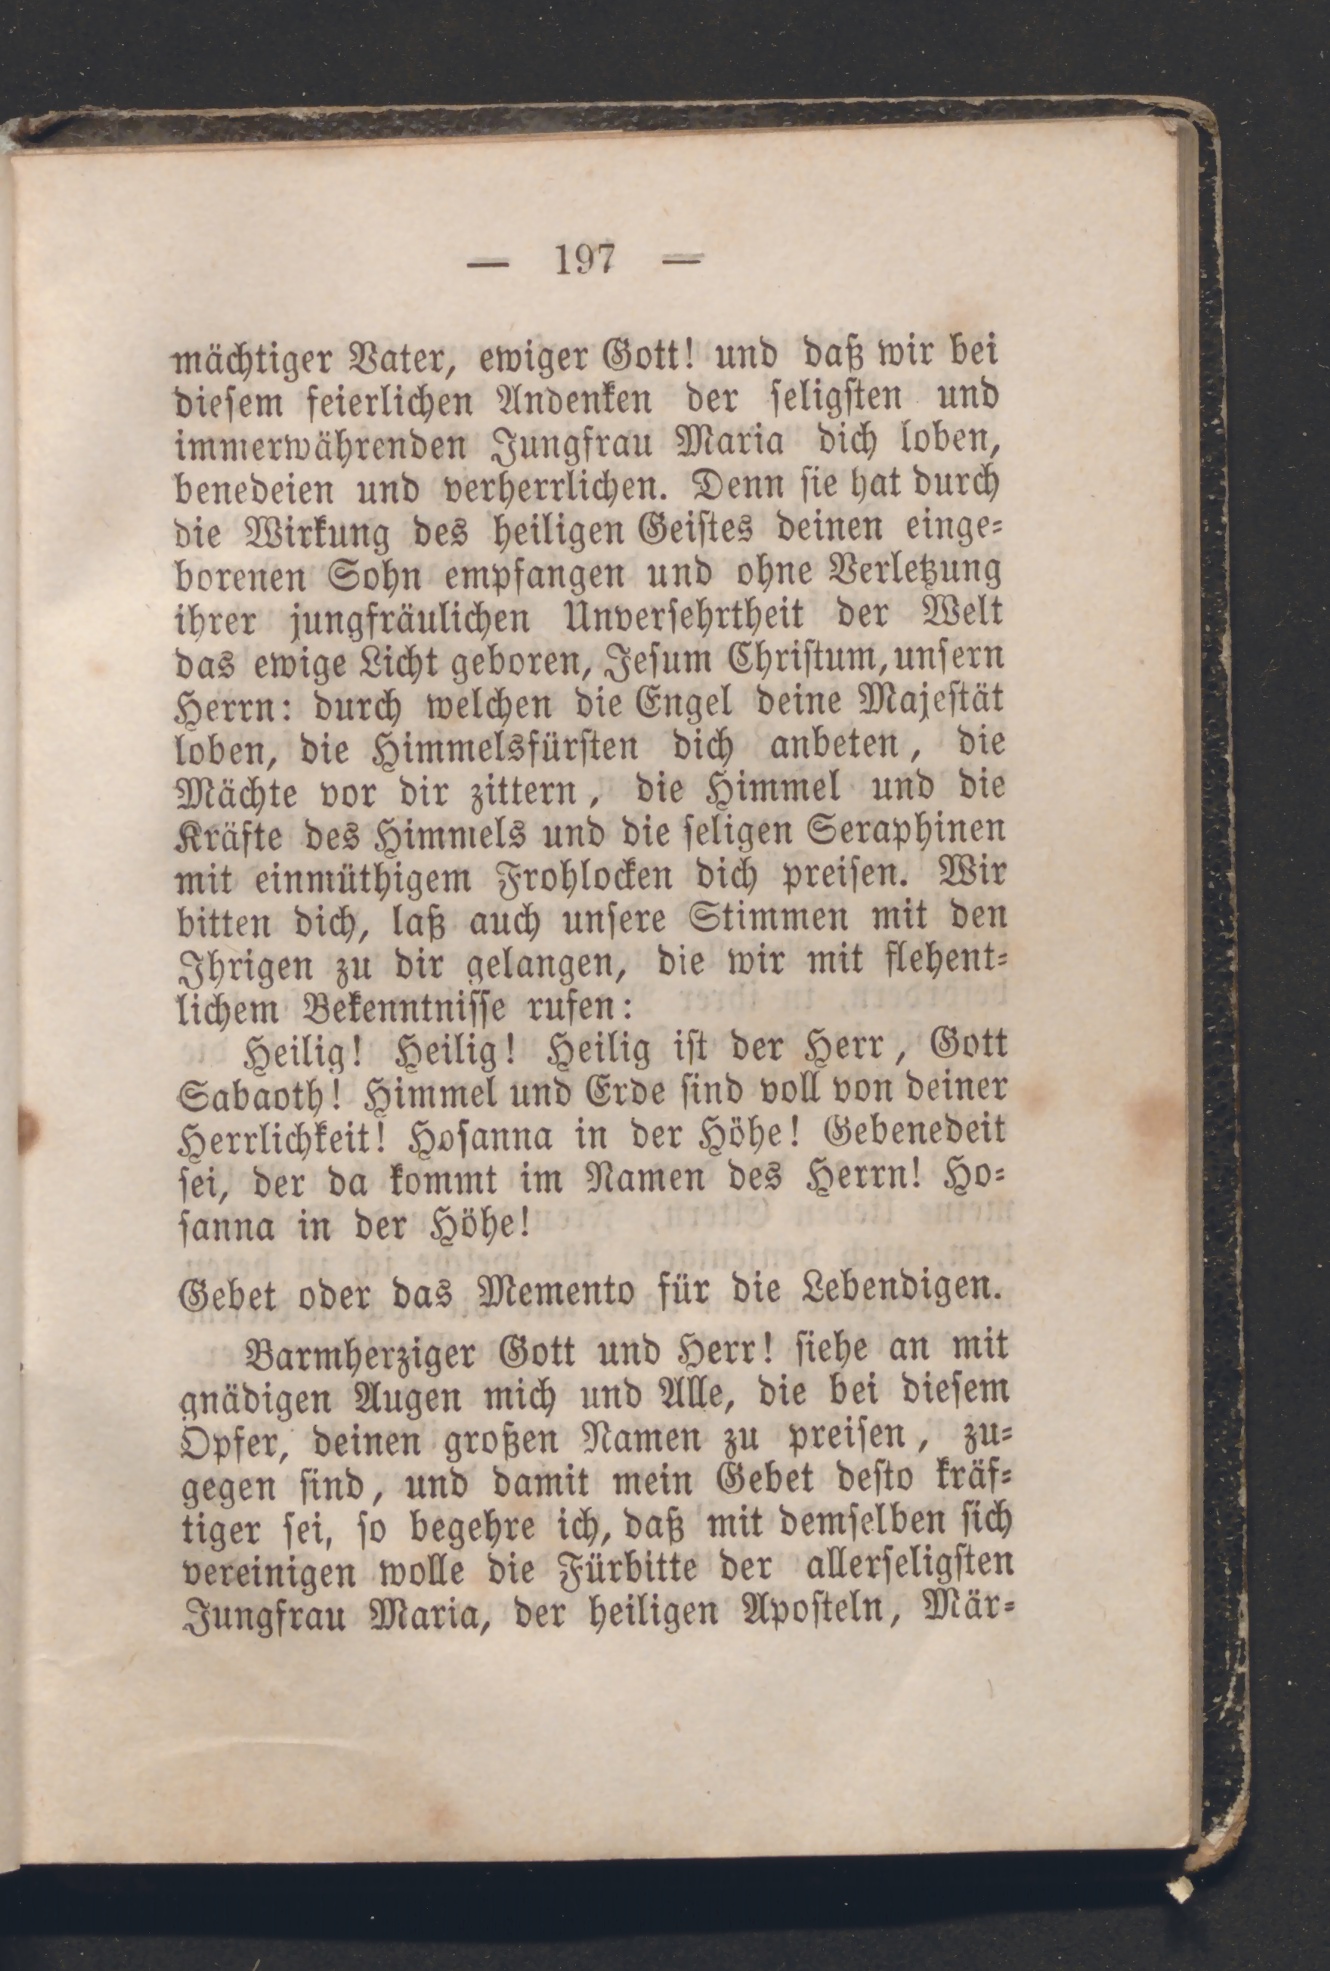 — 197 —
mächtiger Vater, ewiger Gott! und daß wir bei
diesem feierlichen Andenken der seligsten und
immerwährenden Jungfrau Maria dich loben,
benedeien und verherrlichen. Denn sie hat durch
die Wirkung des heiligen Geistes deinen einge-
borenen Sohn empfangen und ohne Verletzung
ihrer jungfräulichen Unversehrtheit der Welt
das ewige Licht geboren, Jesum Christum, unsern
Herrn: durch welchen die Engel deine Majestät
loben, die Himmelsfürsten dich anbeten, die
Mächte vor dir zittern, die Himmel und die
Kräfte des Himmels und die seligen Seraphinen
mit einmüthigem Frohlocken dich preisen. Wir
bitten dich, laß auch unsere Stimmen mit den
Ihrigen zu dir gelangen, die wir mit flehent-
lichem Bekenntnisse rufen:
Heilig! Heilig! Heilig ist der Herr, Gott
Sabaoth! Himmel und Erde sind voll von deiner
Herrlichkeit! Hosanna in der Höhe! Gebenedeit
sei, der da kommt im Namen des Herrn! Ho-
sanna in der Höhe!
Gebet oder das Memento für die Lebendigen.
Barmherziger Gott und Herr! siehe an mit
gnädigen Augen mich und Alle, die bei diesem
Opfer, deinen großen Namen zu preisen, zu-
gegen sind, und damit mein Gebet desto kräf-
tiger sei, so begehre ich, daß mit demselben sich
vereinigen wolle die Fürbitte der allerseligsten
Jungfrau Maria, der heiligen Aposteln, Mär-